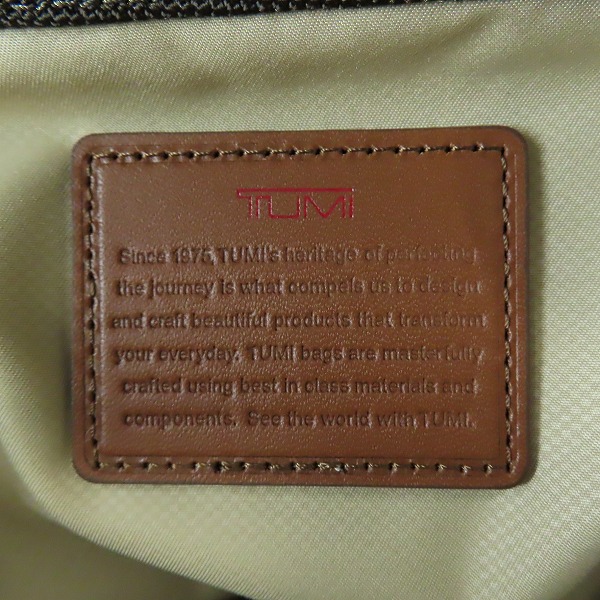 TUMI
Since 1975, TUMI's heritage of perfecting
the journey is what compels us to design
and craft beautiful products that transform
your everyday. TUMI bags are masterfully
crafted using best in class materials and
components. See the world with TUMI.